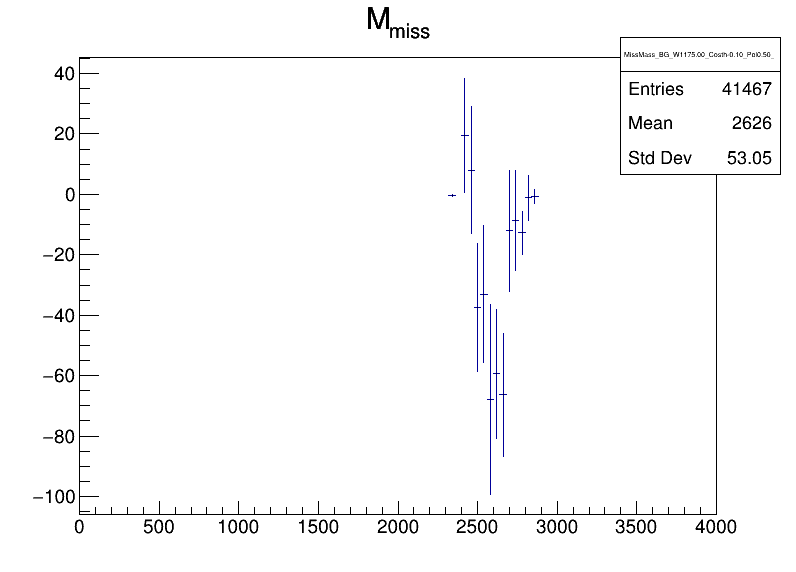 Mmiss
MissMass_BG_W1175.00_Costh-0.10_Pol0.50_
Entries 41467
Mean 2626
Std Dev 53.05
40
20
0
−20
−40
−60
−80
−100
0 500 1000 1500 2000 2500 3000 3500 4000